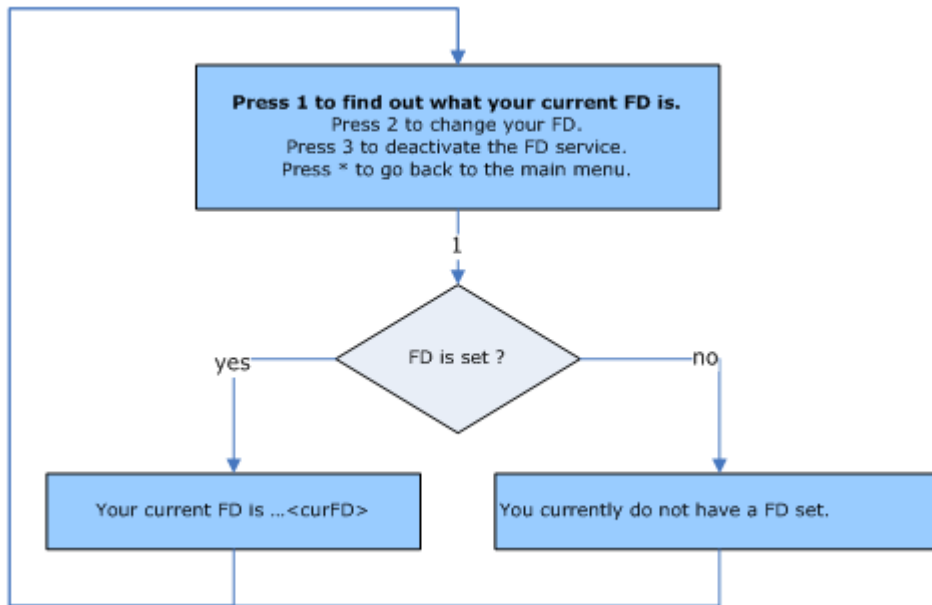 Press 1 to find out what your current FD is.
Press 2 to change your FD.
Press 3 to deactivate the FD service.
Press * to go back to the main menu.
1
FD is set ?
yes
no
Your current FD is ...<curFD>
You currently do not have a FD set.